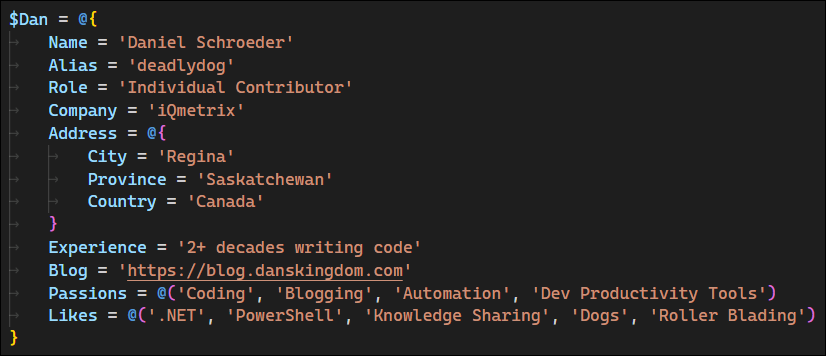 $Dan = @{
Name = 'Daniel Schroeder'
Alias = 'deadlydog'
Role = 'Individual Contributor'
Company = 'iQmetrix'
Address = @{
City = 'Regina'
Province = 'Saskatchewan'
Country = 'Canada'
}
Experience = '2+ decades writing code'
Blog = 'https://blog.danskingdom.com'
Passions = @('Coding', 'Blogging', 'Automation', 'Dev Productivity Tools')
Likes = @('.NET', 'PowerShell', 'Knowledge Sharing', 'Dogs', 'Roller Blading')
}